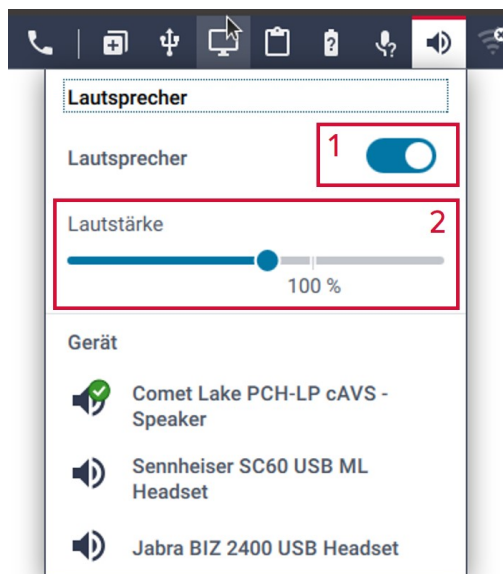 Lautsprecher
Lautsprecher
1
Lautstärke
2
100 %
Gerät
Comet Lake PCH-LP cAVS -
Speaker
Sennheiser SC60 USB ML
Headset
Jabra BIZ 2400 USB Headset